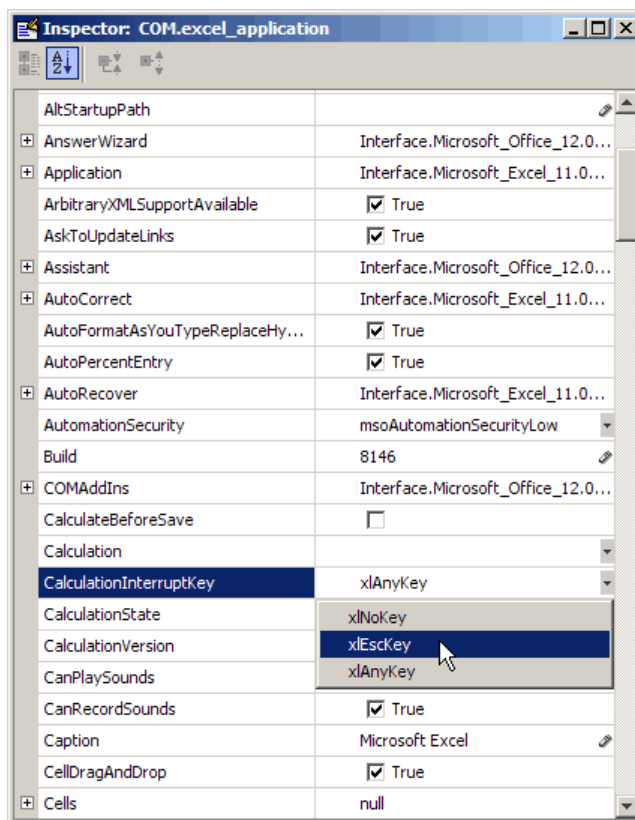 Inspector: COM.excel_application
AltStartupPath
AnswerWizard Interface.Microsoft_Office_12.0...
Application Interface.Microsoft_Excel_11.0...
ArbitraryXMLSupportAvailable True
AskToUpdateLinks True
Assistant Interface.Microsoft_Office_12.0...
AutoCorrect Interface.Microsoft_Excel_11.0...
AutoFormatAsYouTypeReplaceHy... True
AutoPercentEntry True
AutoRecover Interface.Microsoft_Excel_11.0...
AutomationSecurity msoAutomationSecurityLow
Build 8146
COMAddIns Interface.Microsoft_Office_12.0...
CalculateBeforeSave
Calculation
CalculationInterruptKey xlAnyKey
CalculationState xlNoKey
CalculationVersion xlEscKey
CanPlaySounds xlAnyKey
CanRecordSounds True
Caption Microsoft Excel
CellDragAndDrop True
Cells null